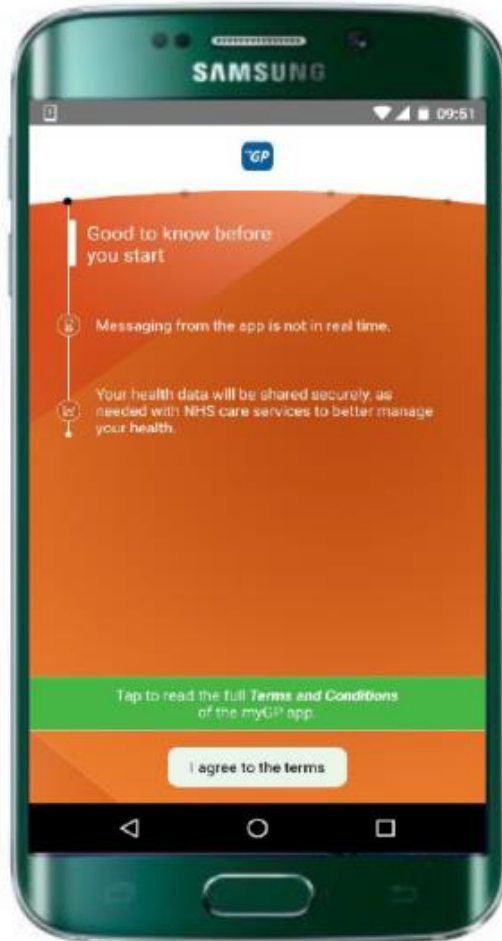 SAMSUNG
09:51
myGP
Good to know before
you start
Messaging from the app is not in real time.
Your health data will be shared securely, as
needed with NHS care services to better manage
your health.
Tap to read the full Terms and Conditions
of the myGP app.
I agree to the terms